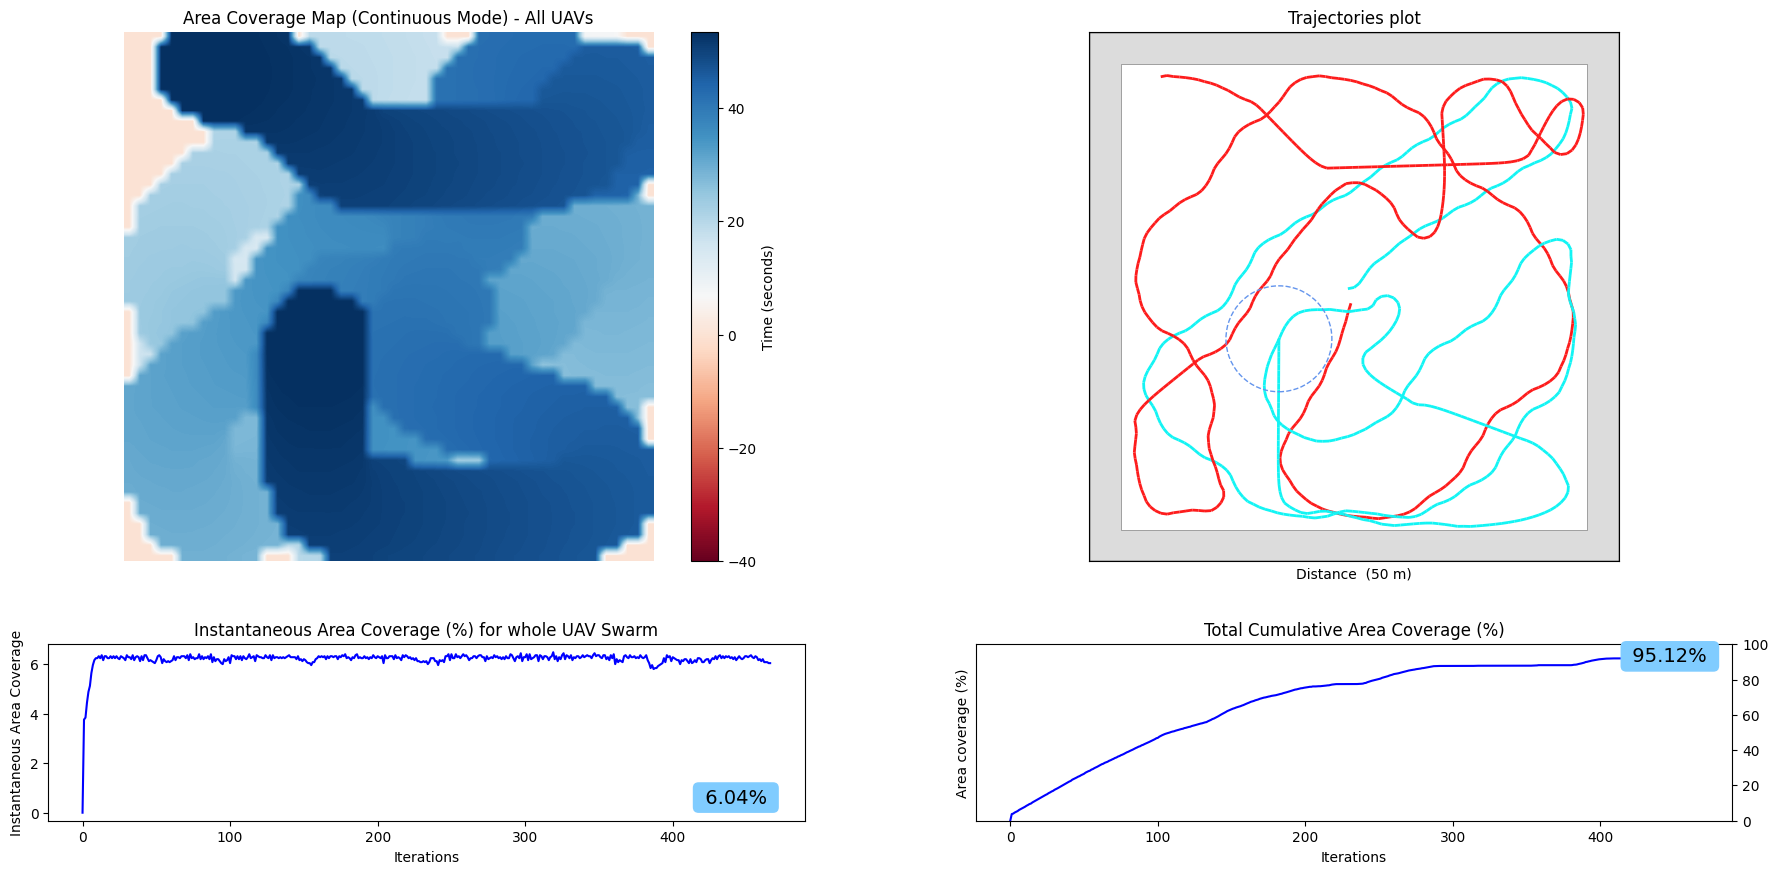 Area Coverage Map (Continuous Mode) - All UAVs
40
20
0
−20
−40
Time (seconds)
Trajectories plot
Distance  (50 m)
Instantaneous Area Coverage (%) for whole UAV Swarm
Instantaneous Area Coverage
6
4
2
0
6.04%
0 100 200 300 400
Iterations
Total Cumulative Area Coverage (%)
Area coverage (%)
95.12%
100
80
60
40
20
0
0 100 200 300 400
Iterations